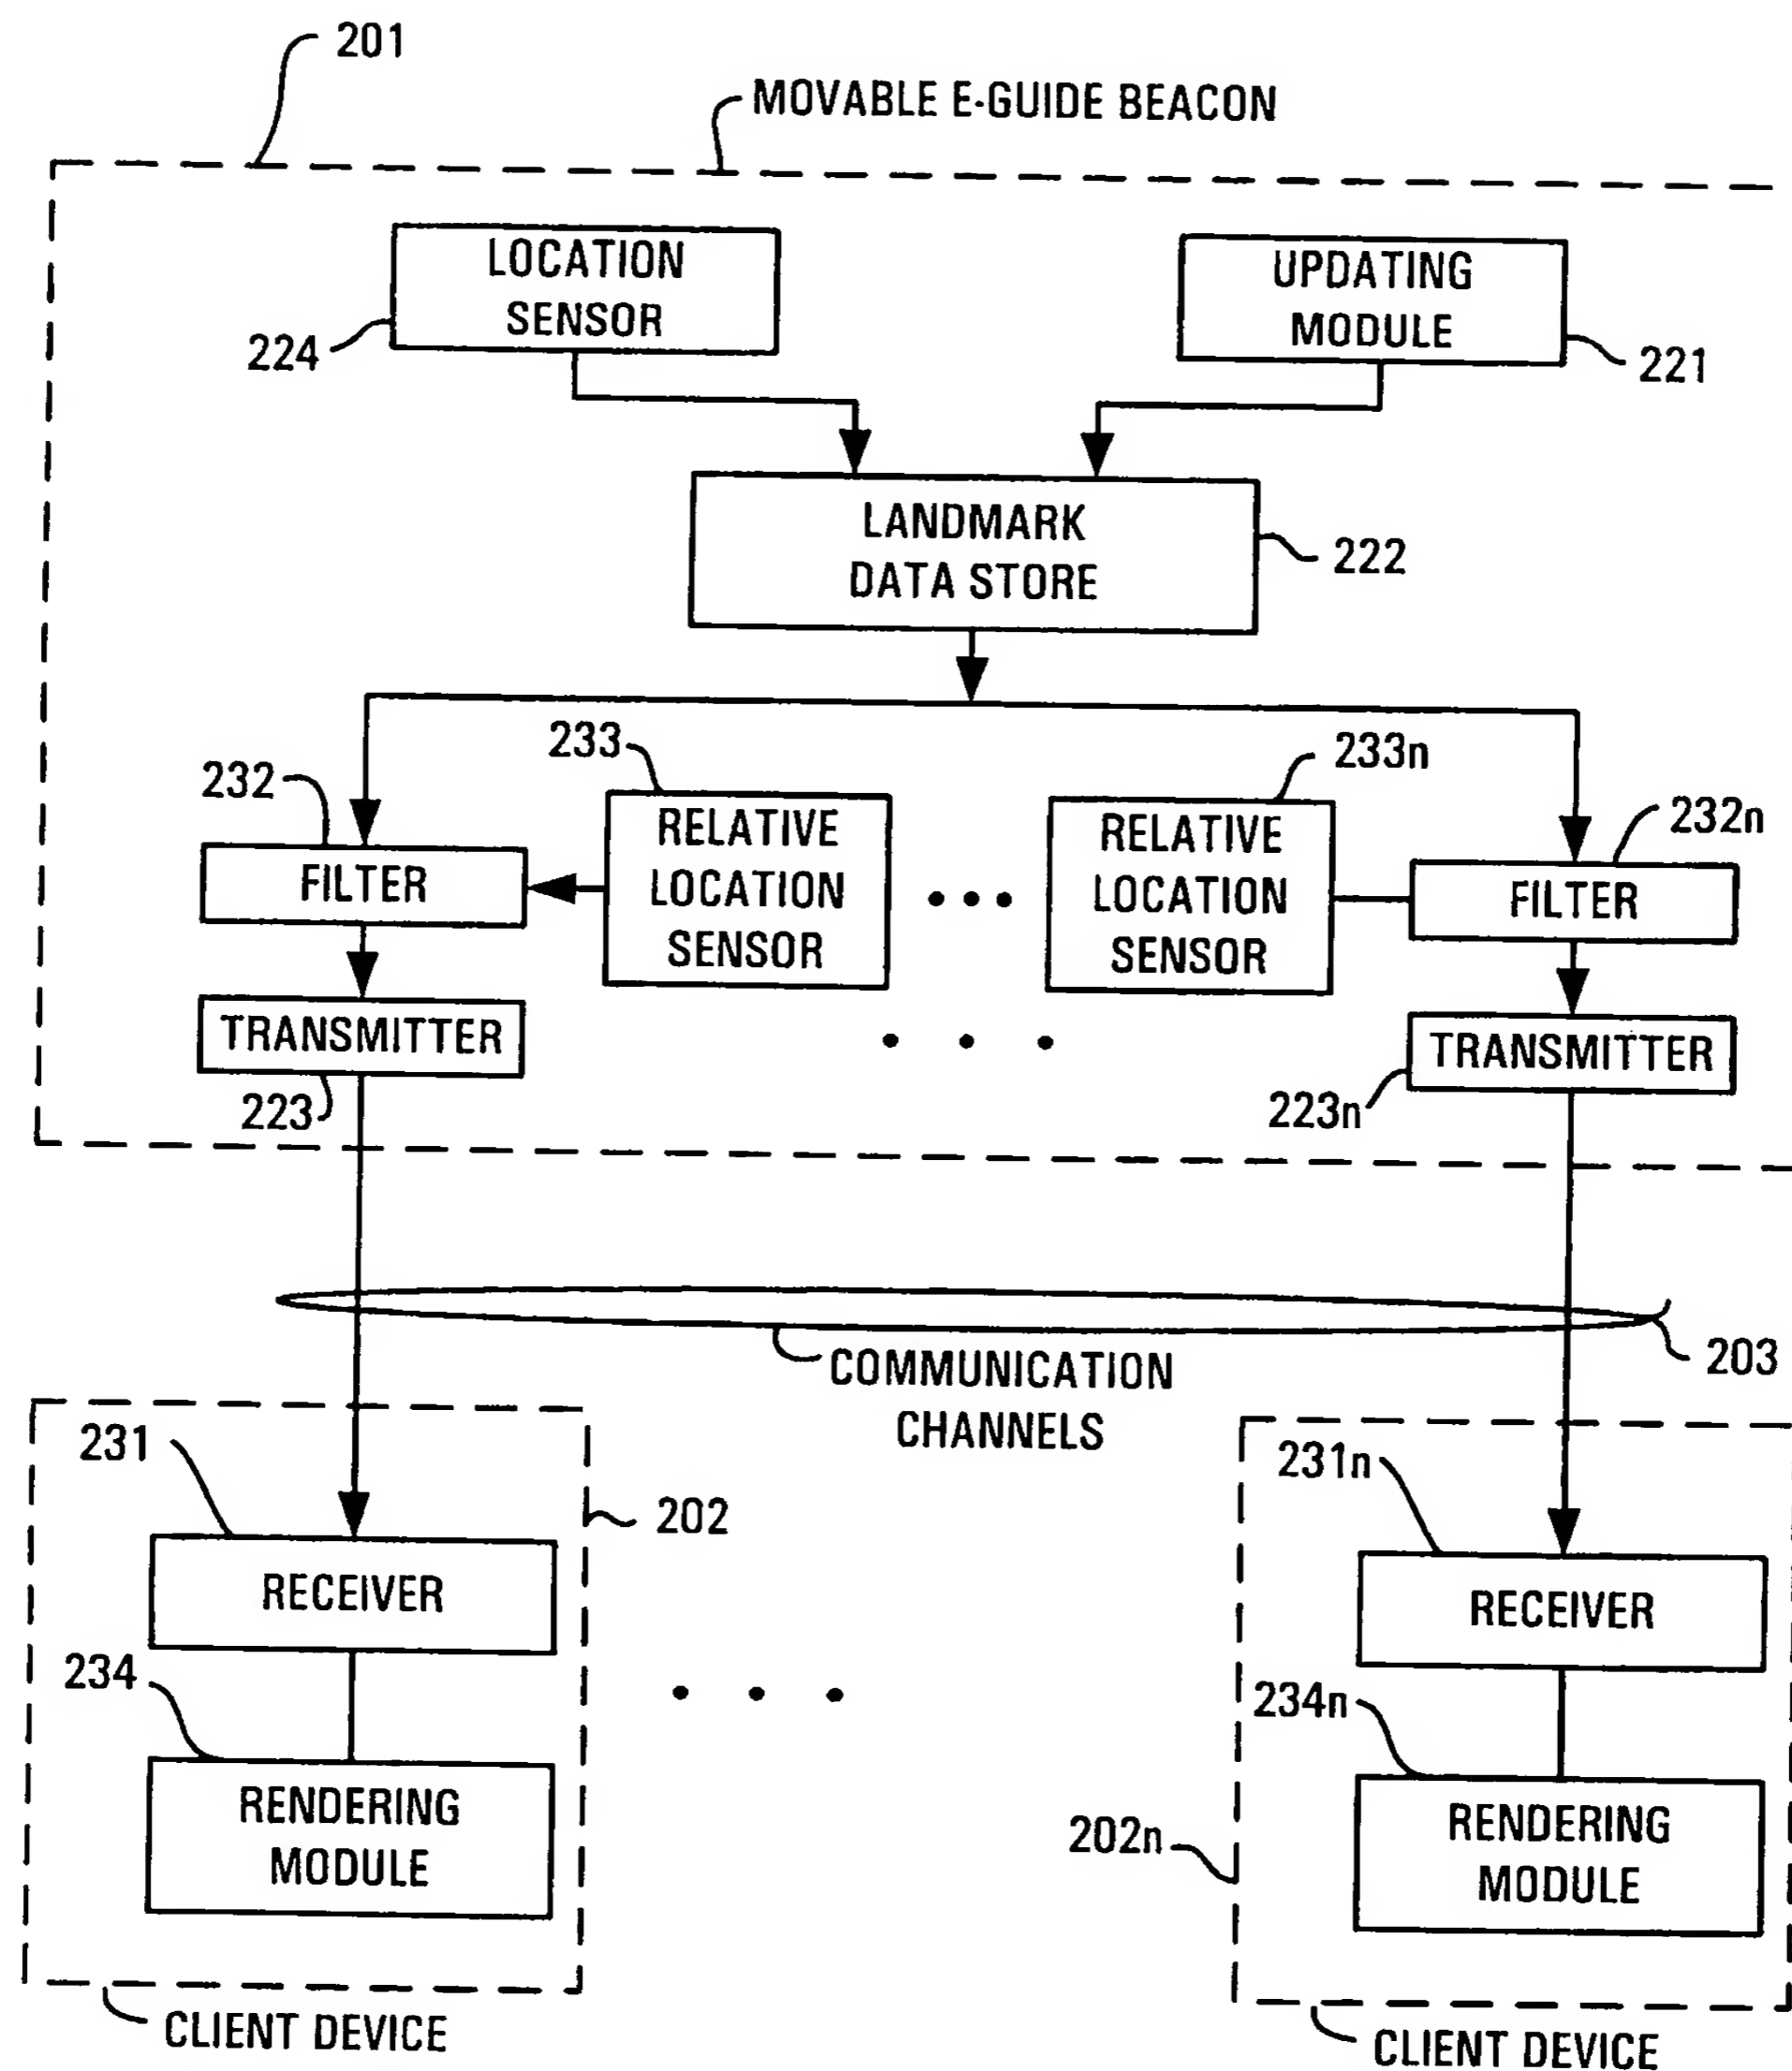 201
MOVABLE E-GUIDE BEACON
LOCATION
SENSOR
224
UPDATING
MODULE
221
LANDMARK
DATA STORE
222
233
233n
232
232n
FILTER
RELATIVE
LOCATION
SENSOR
RELATIVE
LOCATION
SENSOR
FILTER
TRANSMITTER
223
TRANSMITTER
223n
203
COMMUNICATION
CHANNELS
231
202
RECEIVER
234
RENDERING
MODULE
CLIENT DEVICE
231n
RECEIVER
234n
202n
RENDERING
MODULE
CLIENT DEVICE